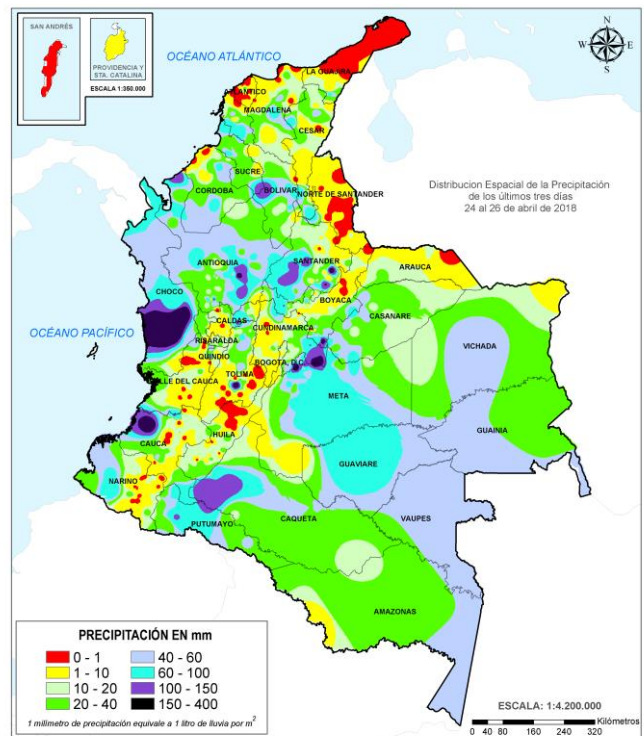 SAN ANDRÉS
PROVIDENCIA Y
STA. CATALINA
ESCALA 1:350.000
OCÉANO ATLÁNTICO
N
W E
S
LA GUAJIRA
ATLANTICO
MAGDALENA
CESAR
SUCRE
CORDOBA
BOLIVAR
NORTE DE SANTANDER
Distribucion Espacial de la Precipitación
de los últimos tres días
24 al 26 de abril de 2018
ANTIOQUIA
SANTANDER
ARAUCA
CHOCO
BOYACA
CASANARE
OCÉANO PACÍFICO
CALDAS
CUNDINAMARCA
RISARALDA
VICHADA
QUINDIO
BOGOTA, D.C.
TOLIMA
VALLE DEL CAUCA
META
GUAINIA
CAUCA
HUILA
GUAVIARE
NARIÑO
PUTUMAYO
CAQUETA
VAUPES
AMAZONAS
PRECIPITACIÓN EN mm
0 - 1 40 - 60
1 - 10 60 - 100
10 - 20 100 - 150
20 - 40 150 - 400
1 milimetro de precipitación equivale a 1 litro de lluvia por m²
ESCALA: 1:4.200.000
Kilómetros
0 40 80 160 240 320